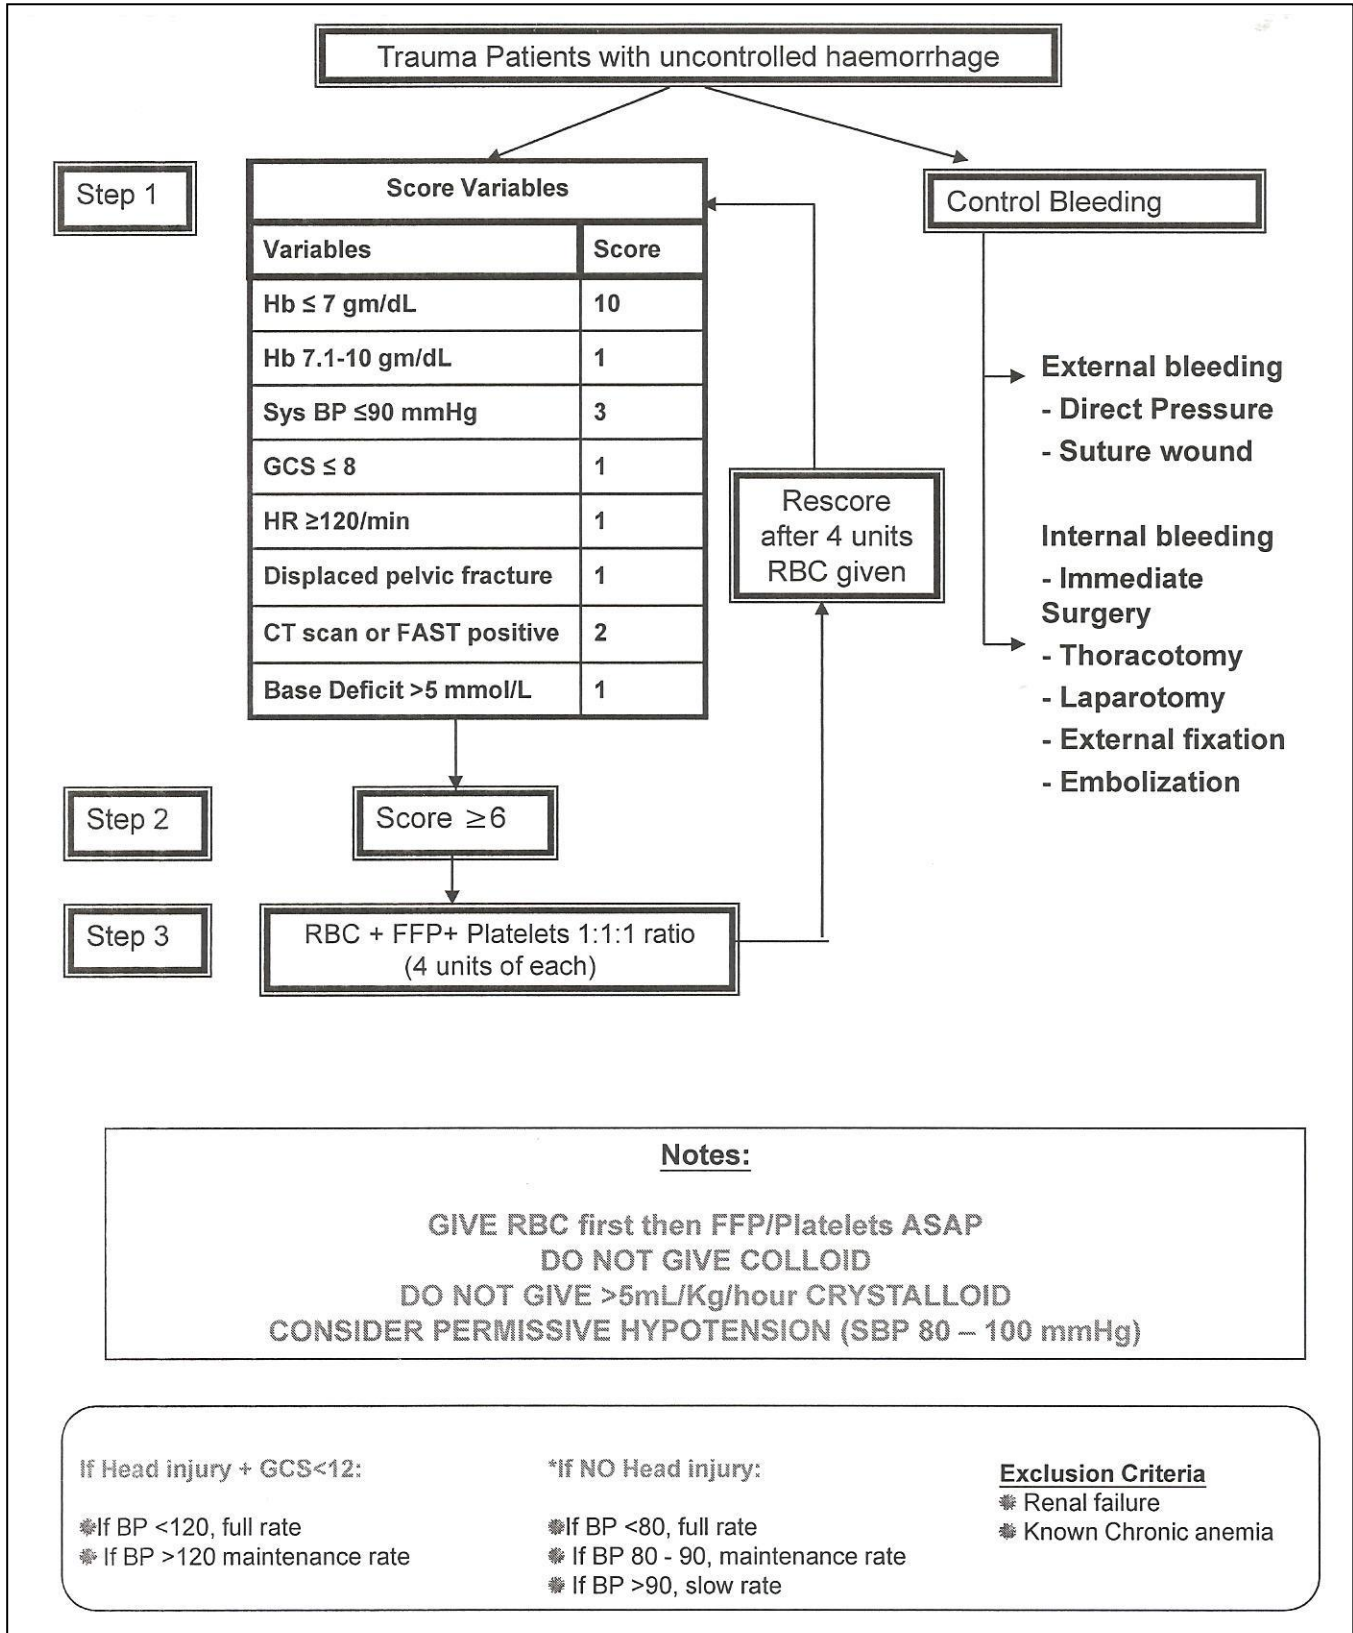 Trauma Patients with uncontrolled haemorrhage
Step 1
Score Variables
Variables Score
Hb ≤ 7 gm/dL 10
Hb 7.1-10 gm/dL 1
Sys BP ≤90 mmHg 3
GCS ≤ 8 1
HR ≥120/min 1
Displaced pelvic fracture 1
CT scan or FAST positive 2
Base Deficit >5 mmol/L 1
Control Bleeding
External bleeding
- Direct Pressure
- Suture wound
Internal bleeding
- Immediate
Surgery
- Thoracotomy
- Laparotomy
- External fixation
- Embolization
Rescore
after 4 units
RBC given
Step 2
Score ≥6
Step 3
RBC + FFP+ Platelets 1:1:1 ratio
(4 units of each)
Notes:
GIVE RBC first then FFP/Platelets ASAP
DO NOT GIVE COLLOID
DO NOT GIVE >5mL/Kg/hour CRYSTALLOID
CONSIDER PERMISSIVE HYPOTENSION (SBP 80 – 100 mmHg)
If Head injury + GCS<12:
If BP <120, full rate
If BP >120 maintenance rate
*If NO Head injury:
If BP <80, full rate
If BP 80 - 90, maintenance rate
If BP >90, slow rate
Exclusion Criteria
Renal failure
Known Chronic anemia